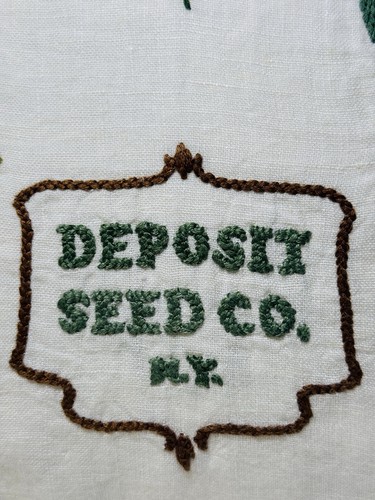 DEPOSIT
SEED CO.
N.Y.